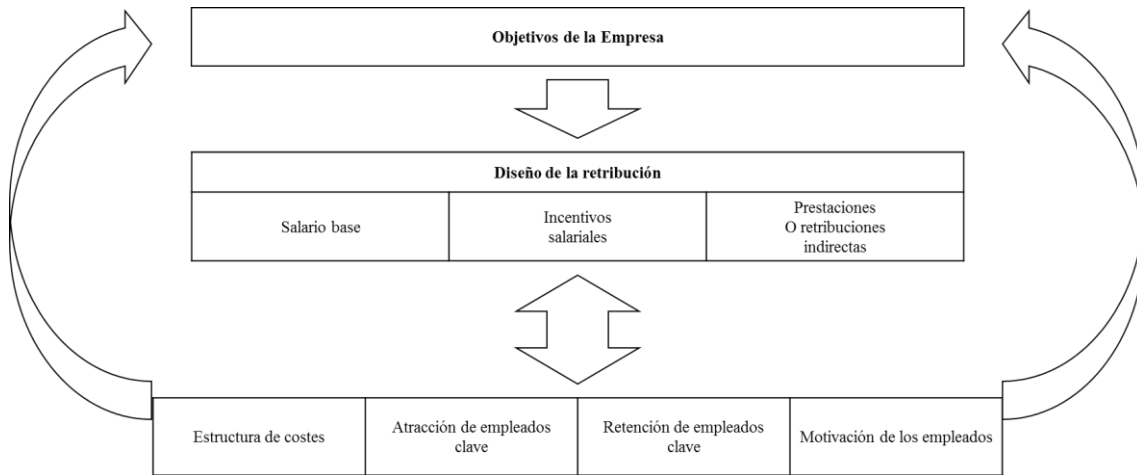 Objetivos de la Empresa
Diseño de la retribución
Salario base
Incentivos
salariales
Prestaciones
O retribuciones
indirectas
Estructura de costes
Atracción de empleados
clave
Retención de empleados
clave
Motivación de los empleados